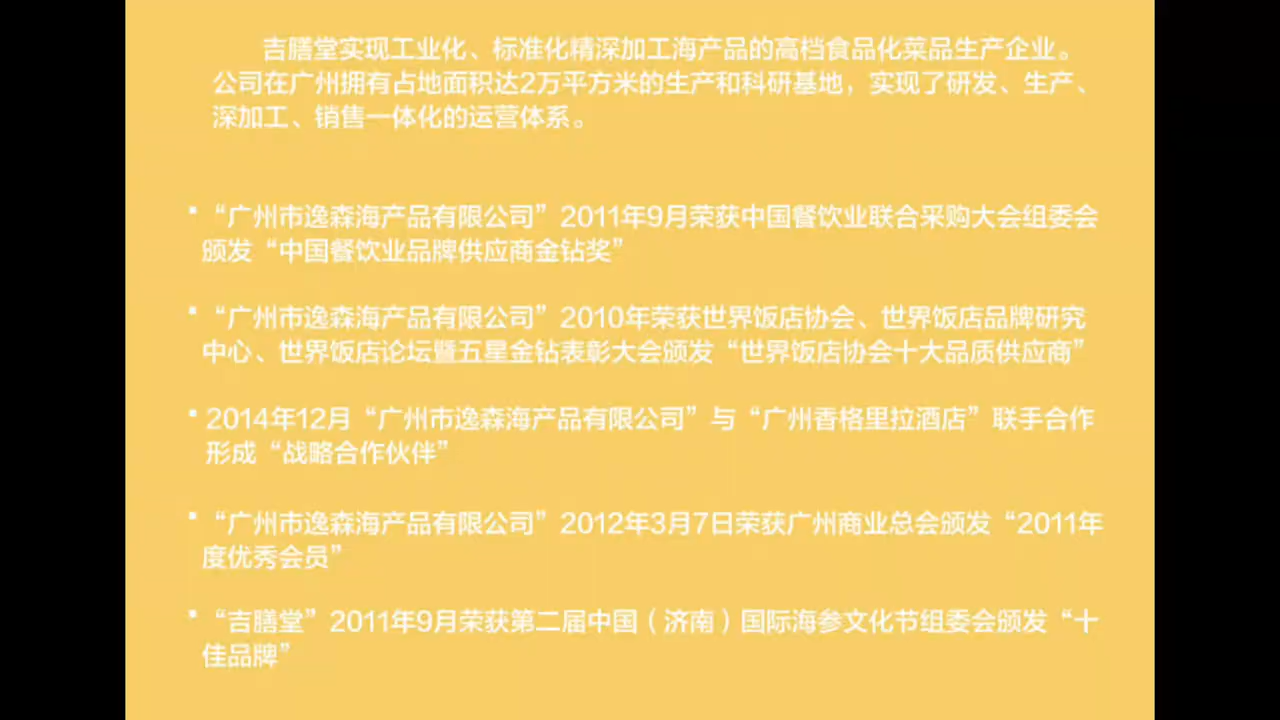 吉膳堂实现工业化、标准化精深加工海产品的高档食品化菜品生产企业。
公司在广州拥有占地面积达2万平方米的生产和科研基地，实现了研发、生产、
深加工、销售一体化的运营体系。
▪“广州市逸森海产品有限公司”2011年9月荣获中国餐饮业联合采购大会组委会
颁发“中国餐饮业品牌供应商金钻奖”
▪“广州市逸森海产品有限公司”2010年荣获世界饭店协会、世界饭店品牌研究
中心、世界饭店论坛暨五星金钻表彰大会颁发“世界饭店协会十大品质供应商”
▪2014年12月“广州市逸森海产品有限公司”与“广州香格里拉酒店”联手合作
形成“战略合作伙伴”
▪“广州市逸森海产品有限公司”2012年3月7日荣获广州商业总会颁发“2011年
度优秀会员”
▪“吉膳堂”2011年9月荣获第二届中国（济南）国际海参文化节组委会颁发“十
佳品牌”